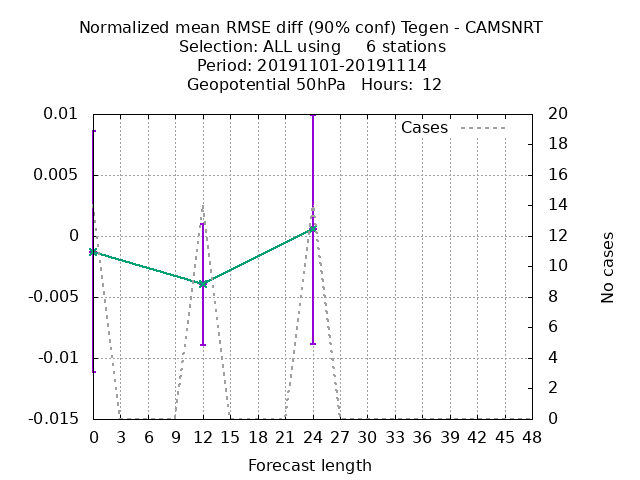 Normalized mean RMSE diff (90% conf) Tegen - CAMSNRT
Selection: ALL using     6 stations
Period: 20191101-20191114
Geopotential 50hPa   Hours:  12
0.01
0.005
0
-0.005
-0.01
-0.015
Cases
20
18
16
14
12
10
8
6
4
2
0
No cases
0 3 6 9 12 15 18 21 24 27 30 33 36 39 42 45 48
Forecast length